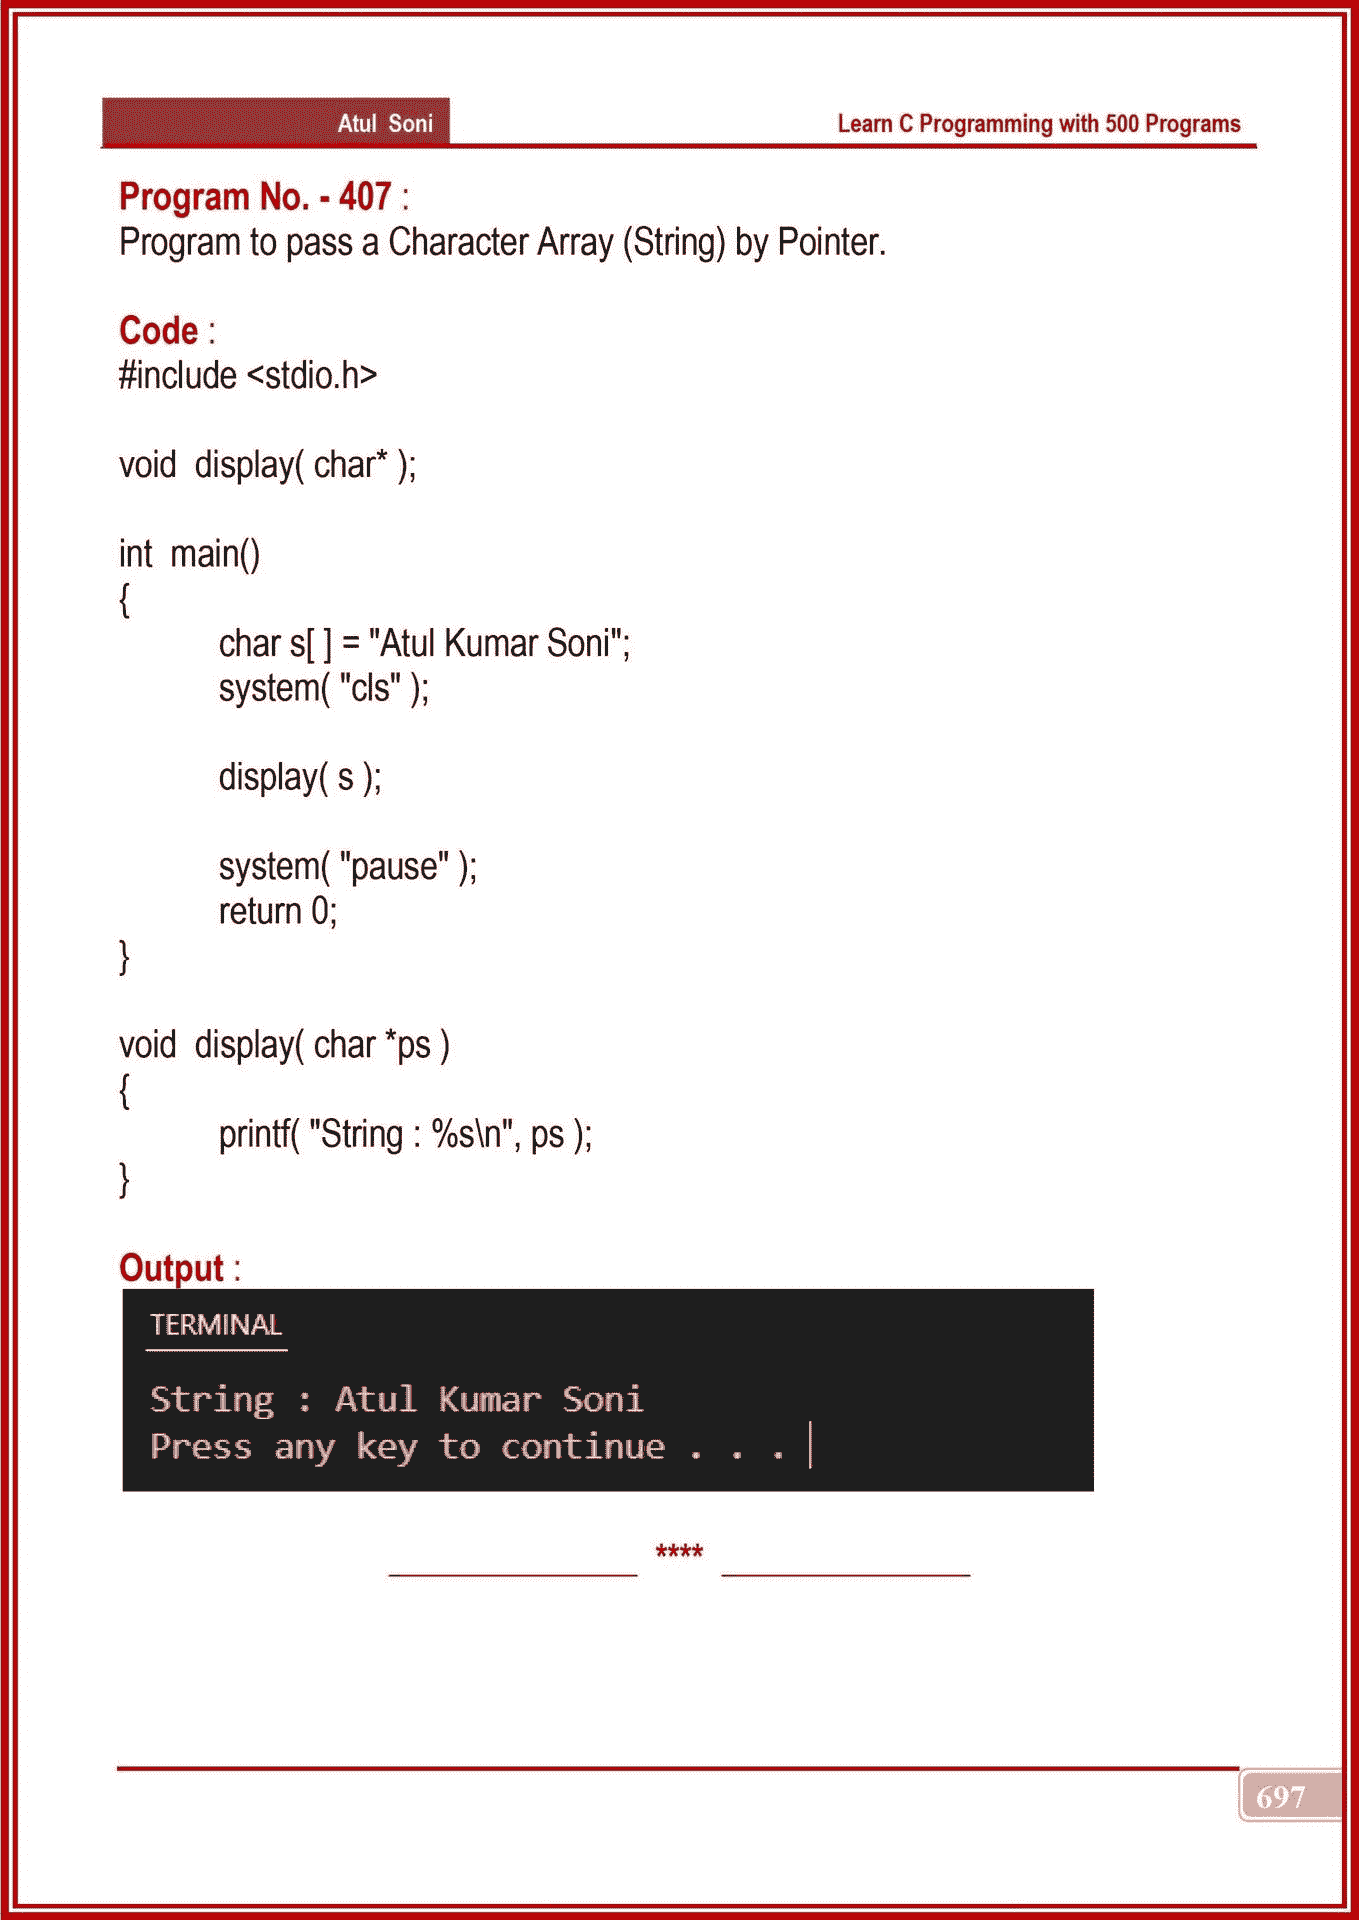 Atul Soni
Learn C Programming with 500 Programs
Program No. - 407 :
Program to pass a Character Array (String) by Pointer.
Code :
#include <stdio.h>
void display( char* );
int main()
{
char s[ ] = "Atul Kumar Soni";
system( "cls" );
display( s );
system( "pause" );
return 0;
}
void display( char *ps )
{
printf( "String : %s\n", ps );
}
Output :
TERMINAL
String : Atul Kumar Soni
Press any key to continue . . .
****
697